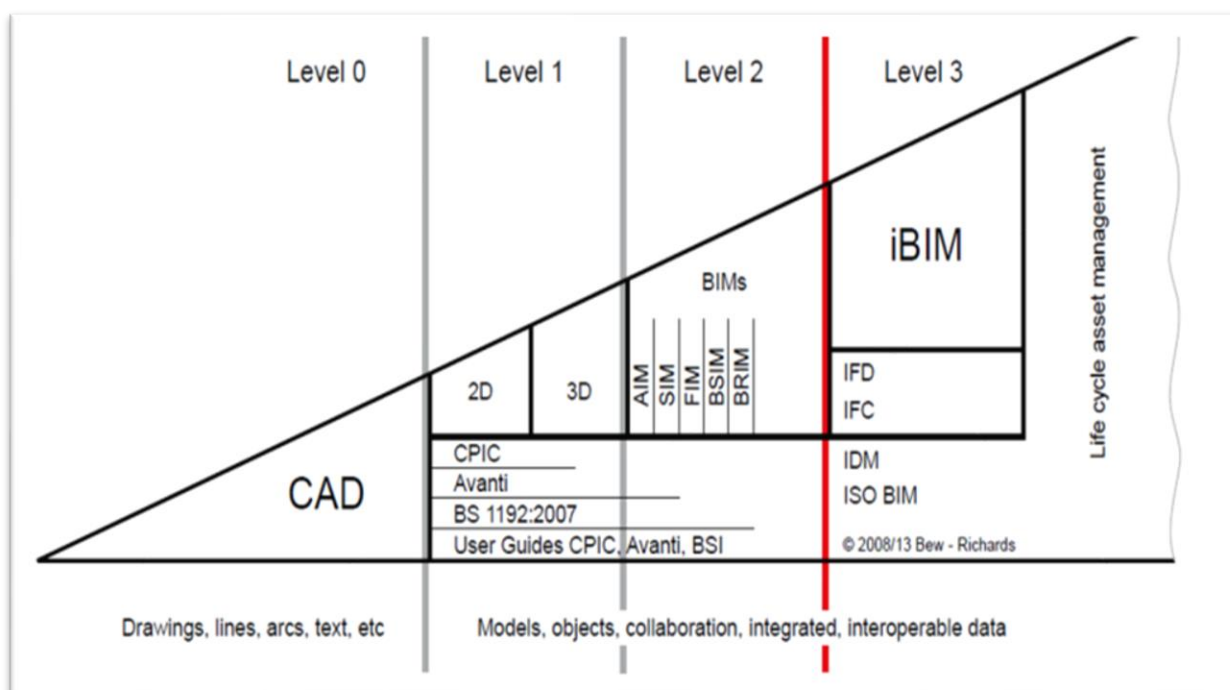 Level 0
Level 1
Level 2
Level 3
iBIM
BIMs
2D
3D
AIM
SIM
FIM
BSIM
BRIM
IFD
IFC
Life cycle asset management
CAD
CPIC
Avanti
BS 1192:2007
User Guides CPIC, Avanti, BSI
IDM
ISO BIM
© 2008/13 Bew - Richards
Drawings, lines, arcs, text, etc
Models, objects, collaboration, integrated, interoperable data